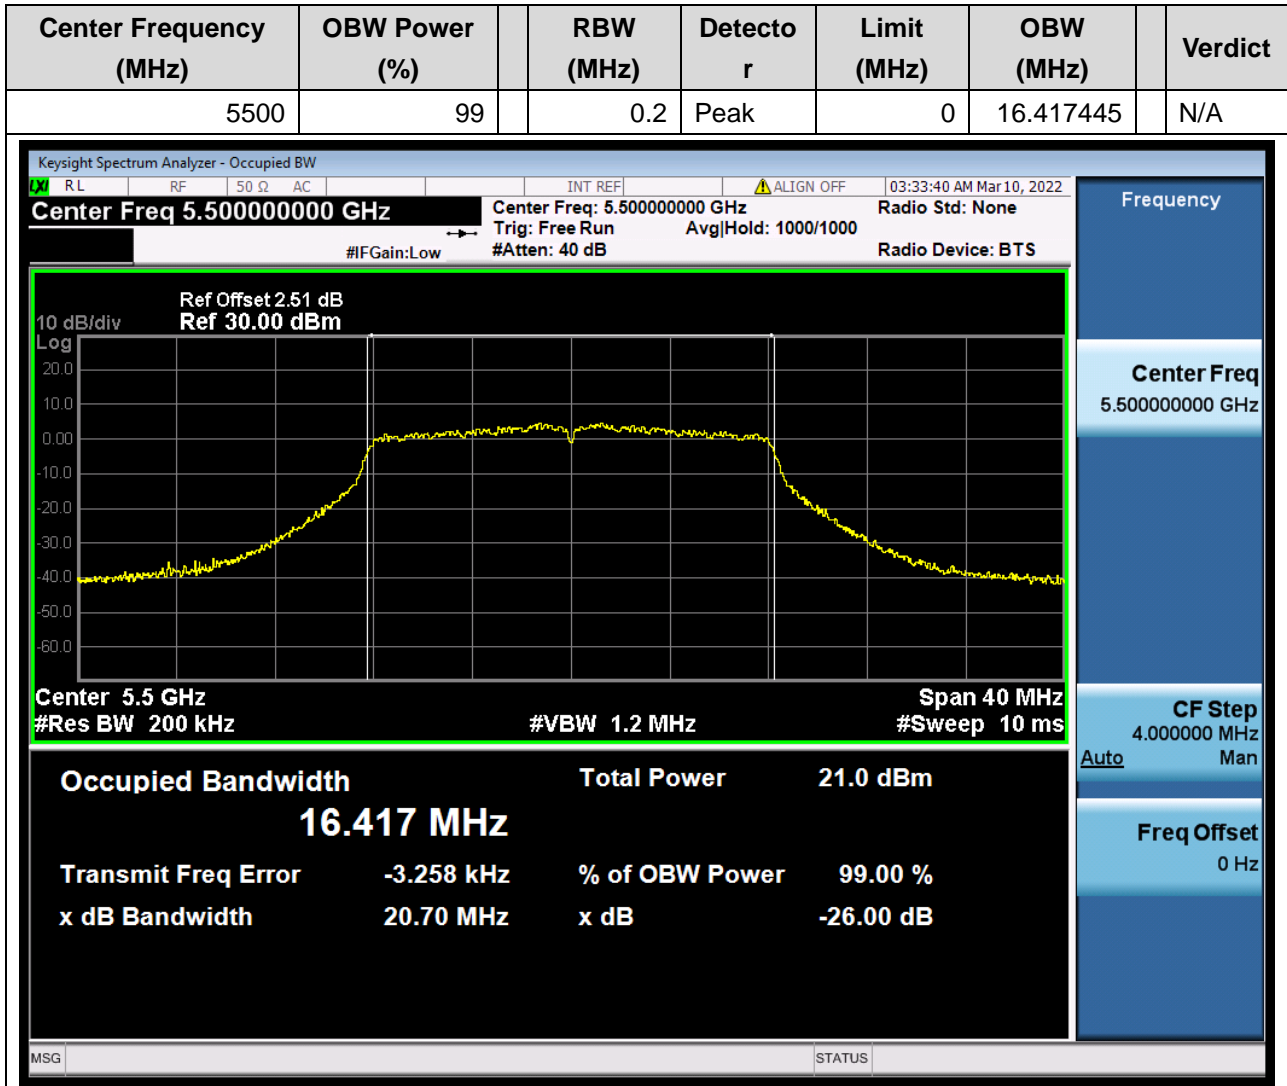 Center Frequency (MHz) OBW Power (%) RBW (MHz) Detector Limit (MHz) OBW (MHz) Verdict
5500 99 0.2 Peak 0 16.417445 N/A
Keysight Spectrum Analyzer - Occupied BW
LXI RL RF 50 Ω AC INT REF ALIGN OFF 03:33:40 AM Mar 10, 2022
Center Freq 5.500000000 GHz
Center Freq: 5.500000000 GHz
Radio Std: None
Trig: Free Run Avg|Hold: 1000/1000
#IFGain:Low #Atten: 40 dB Radio Device: BTS
Frequency
Ref Offset 2.51 dB
10 dB/div Ref 30.00 dBm
Log
20.0
10.0
0.00
-10.0
-20.0
-30.0
-40.0
-50.0
-60.0
Center 5.5 GHz Span 40 MHz
#Res BW 200 kHz #VBW 1.2 MHz #Sweep 10 ms
Center Freq
5.500000000 GHz
CF Step
4.000000 MHz
Auto Man
Freq Offset
0 Hz
Occupied Bandwidth Total Power 21.0 dBm
16.417 MHz
Transmit Freq Error -3.258 kHz % of OBW Power 99.00 %
x dB Bandwidth 20.70 MHz x dB -26.00 dB
MSG STATUS